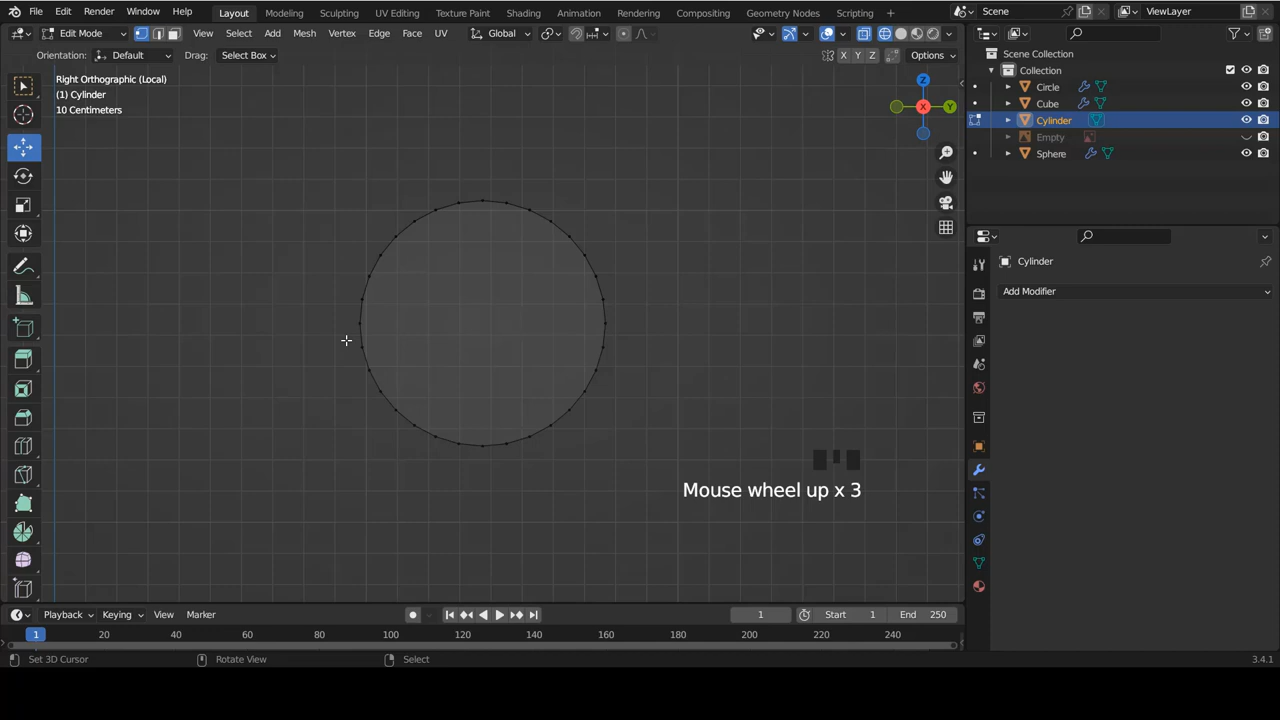 File Edit Render Window Help Layout Modeling Sculpting UV Editing Texture Paint Shading Animation Rendering Compositing Geometry Nodes Scripting Scene ViewLayer
Edit Mode View Select Add Mesh Vertex Edge Face UV Global
Orientation: Default Drag: Select Box X Y Z Options
Right Orthographic (Local)
(1) Cylinder
10 Centimeters
Z
X
Y
Scene Collection
Collection
Circle
Cube
Cylinder
Empty
Sphere
Cylinder
Add Modifier
Mouse wheel up x 3
Playback Keying View Marker 1 Start 1 End 250
1 20 40 60 80 100 120 140 160 180 200 220 240
Set 3D Cursor Rotate View Select 3.4.1